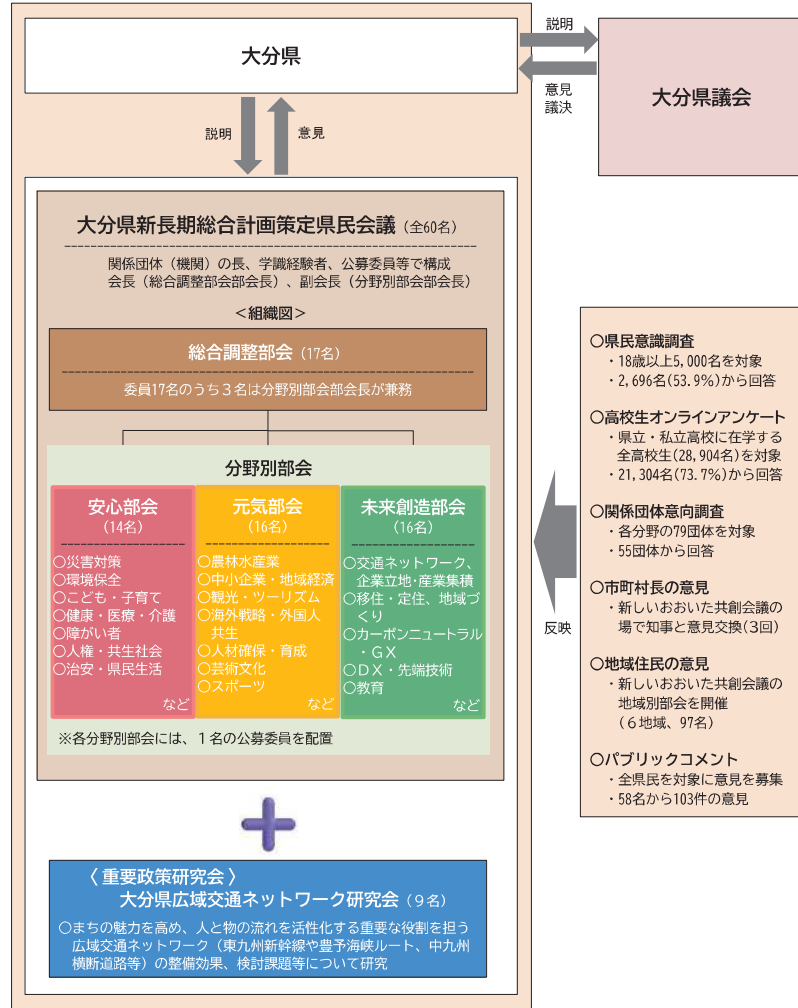 大分県
説明
意見
議決
大分県議会
説明
意見
大分県新長期総合計画策定県民会議（全60名）
関係団体（機関）の長、学識経験者、公募委員等で構成
会長（総合調整部会部会長）、副会長（分野別部会部会長）
＜組織図＞
総合調整部会（17名）
委員17名のうち３名は分野別部会部会長が兼務
分野別部会
安心部会
（14名）
○災害対策
○環境保全
○こども・子育て
○健康・医療・介護
○障がい者
○人権・共生社会
○治安・県民生活
など
元気部会
（16名）
○農林水産業
○中小企業・地域経済
○観光・ツーリズム
○海外戦略・外国人
共生
○人材確保・育成
○芸術文化
○スポーツ
など
未来創造部会
（16名）
○交通ネットワーク、
企業立地･産業集積
○移住・定住、地域づ
くり
○カーボンニュートラル
・ＧＸ
○ＤＸ・先端技術
○教育
など
※各分野別部会には、１名の公募委員を配置
〈 重要政策研究会 〉
大分県広域交通ネットワーク研究会（９名）
○まちの魅力を高め、人と物の流れを活性化する重要な役割を担う
広域交通ネットワーク（東九州新幹線や豊予海峡ルート、中九州
横断道路等）の整備効果、検討課題等について研究
反映
○県民意識調査
・18歳以上5,000名を対象
・2,696名(53.9%)から回答
○高校生オンラインアンケート
・県立・私立高校に在学する
全高校生(28,904名)を対象
・21,304名(73.7%)から回答
○関係団体意向調査
・各分野の79団体を対象
・55団体から回答
○市町村長の意見
・新しいおおいた共創会議の
場で知事と意見交換(３回)
○地域住民の意見
・新しいおおいた共創会議の
地域別部会を開催
（６地域、97名）
○パブリックコメント
・全県民を対象に意見を募集
・58名から103件の意見